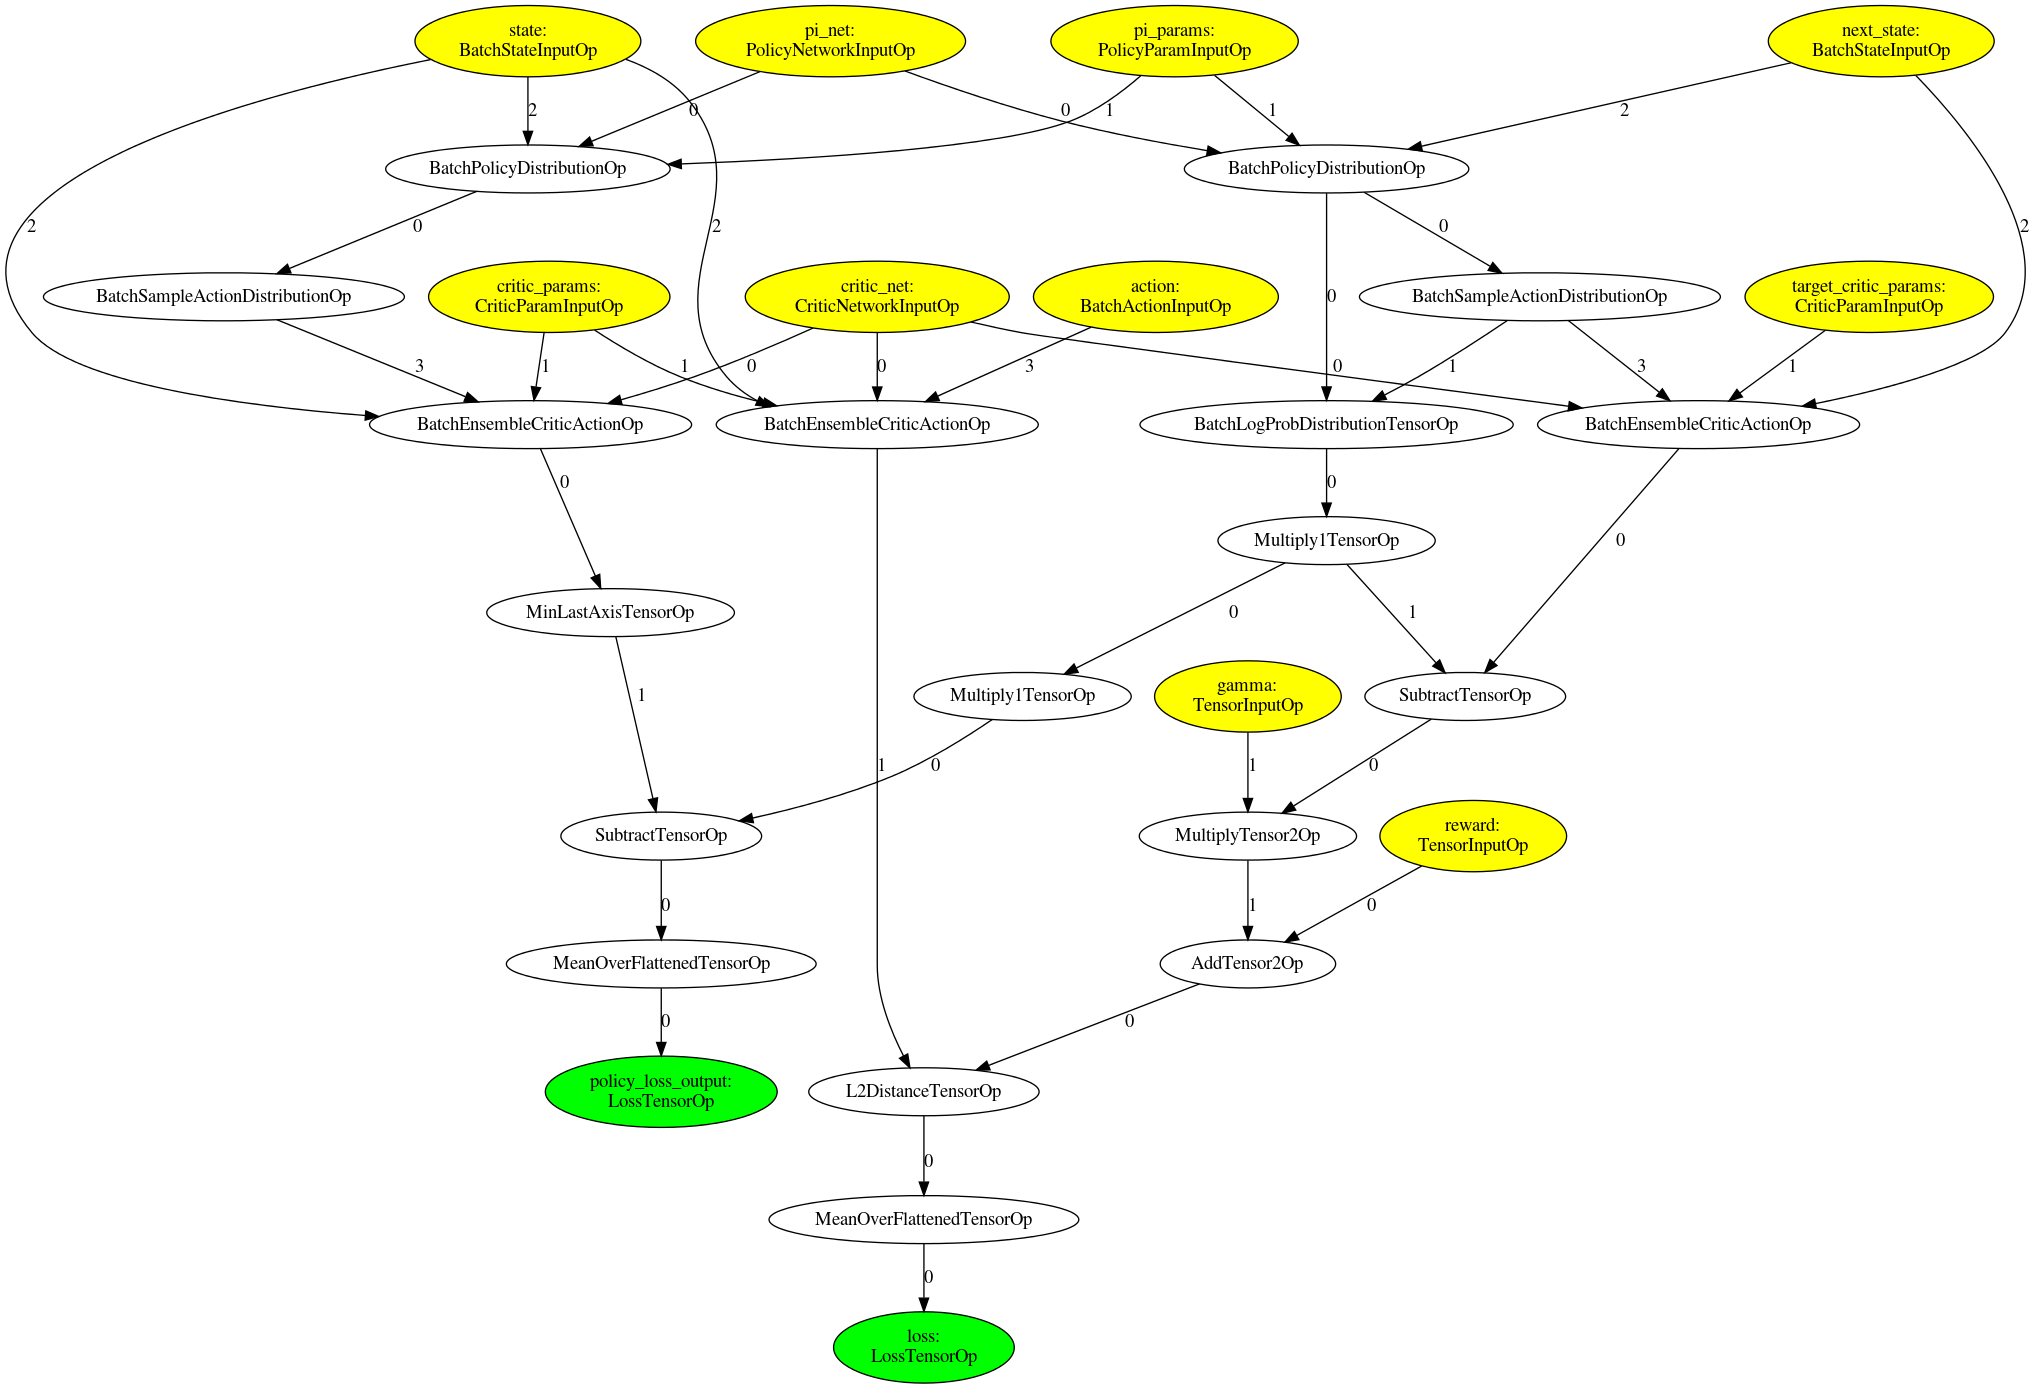 state:
BatchStateInputOp
pi_net:
PolicyNetworkInputOp
pi_params:
PolicyParamInputOp
next_state:
BatchStateInputOp
2
0
0
1
1
2
BatchPolicyDistributionOp
BatchPolicyDistributionOp
2
0
2
0
0
2
BatchSampleActionDistributionOp
critic_params:
CriticParamInputOp
critic_net:
CriticNetworkInputOp
action:
BatchActionInputOp
BatchSampleActionDistributionOp
target_critic_params:
CriticParamInputOp
3
1
1
0
0
3
0
1
3
1
BatchEnsembleCriticActionOp
BatchEnsembleCriticActionOp
BatchLogProbDistributionTensorOp
BatchEnsembleCriticActionOp
0
0
Multiply1TensorOp
0
MinLastAxisTensorOp
0
1
1
Multiply1TensorOp
gamma:
TensorInputOp
SubtractTensorOp
1
0
1
0
SubtractTensorOp
MultiplyTensor2Op
reward:
TensorInputOp
0
1
0
MeanOverFlattenedTensorOp
AddTensor2Op
0
0
policy_loss_output:
LossTensorOp
L2DistanceTensorOp
0
MeanOverFlattenedTensorOp
0
loss:
LossTensorOp